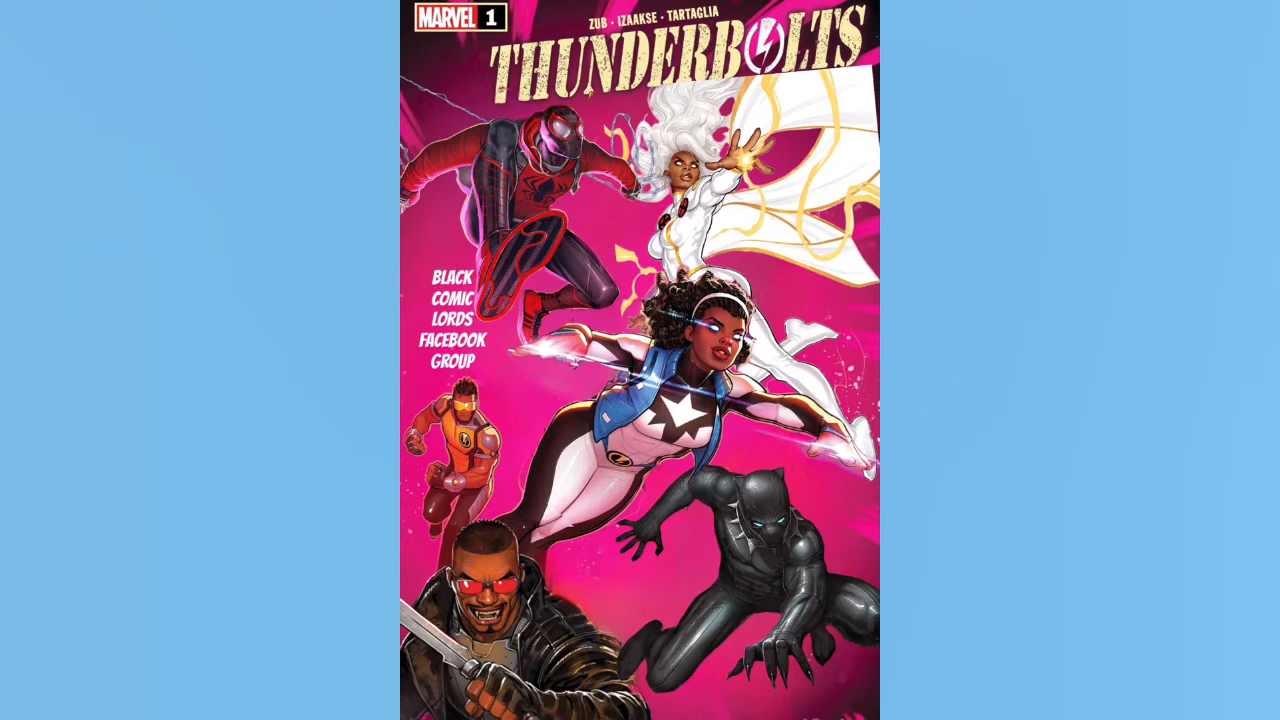 MARVEL 1
ZUB · IZAAKSE · TARTAGLIA
THUNDERBOLTS
BLACK
COMIC
LORDS
FACEBOOK
GROUP